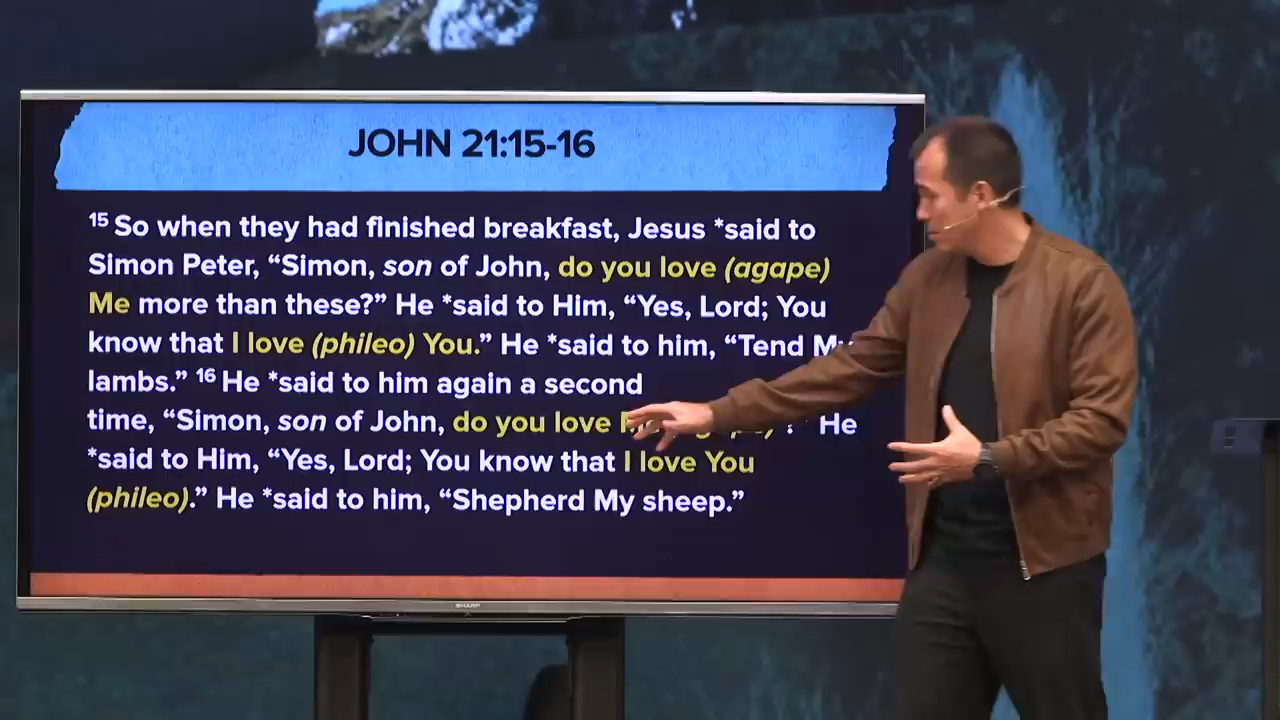 JOHN 21:15-16
15 So when they had finished breakfast, Jesus *said to
Simon Peter, “Simon, son of John, do you love (agape)
Me more than these?” He *said to Him, “Yes, Lord; You
know that I love (phileo) You.” He *said to him, “Tend My
lambs.” 16 He *said to him again a second
time, “Simon, son of John, do you love He
*said to Him, “Yes, Lord; You know that I love You
(phileo).” He *said to him, “Shepherd My sheep.”
SHARP